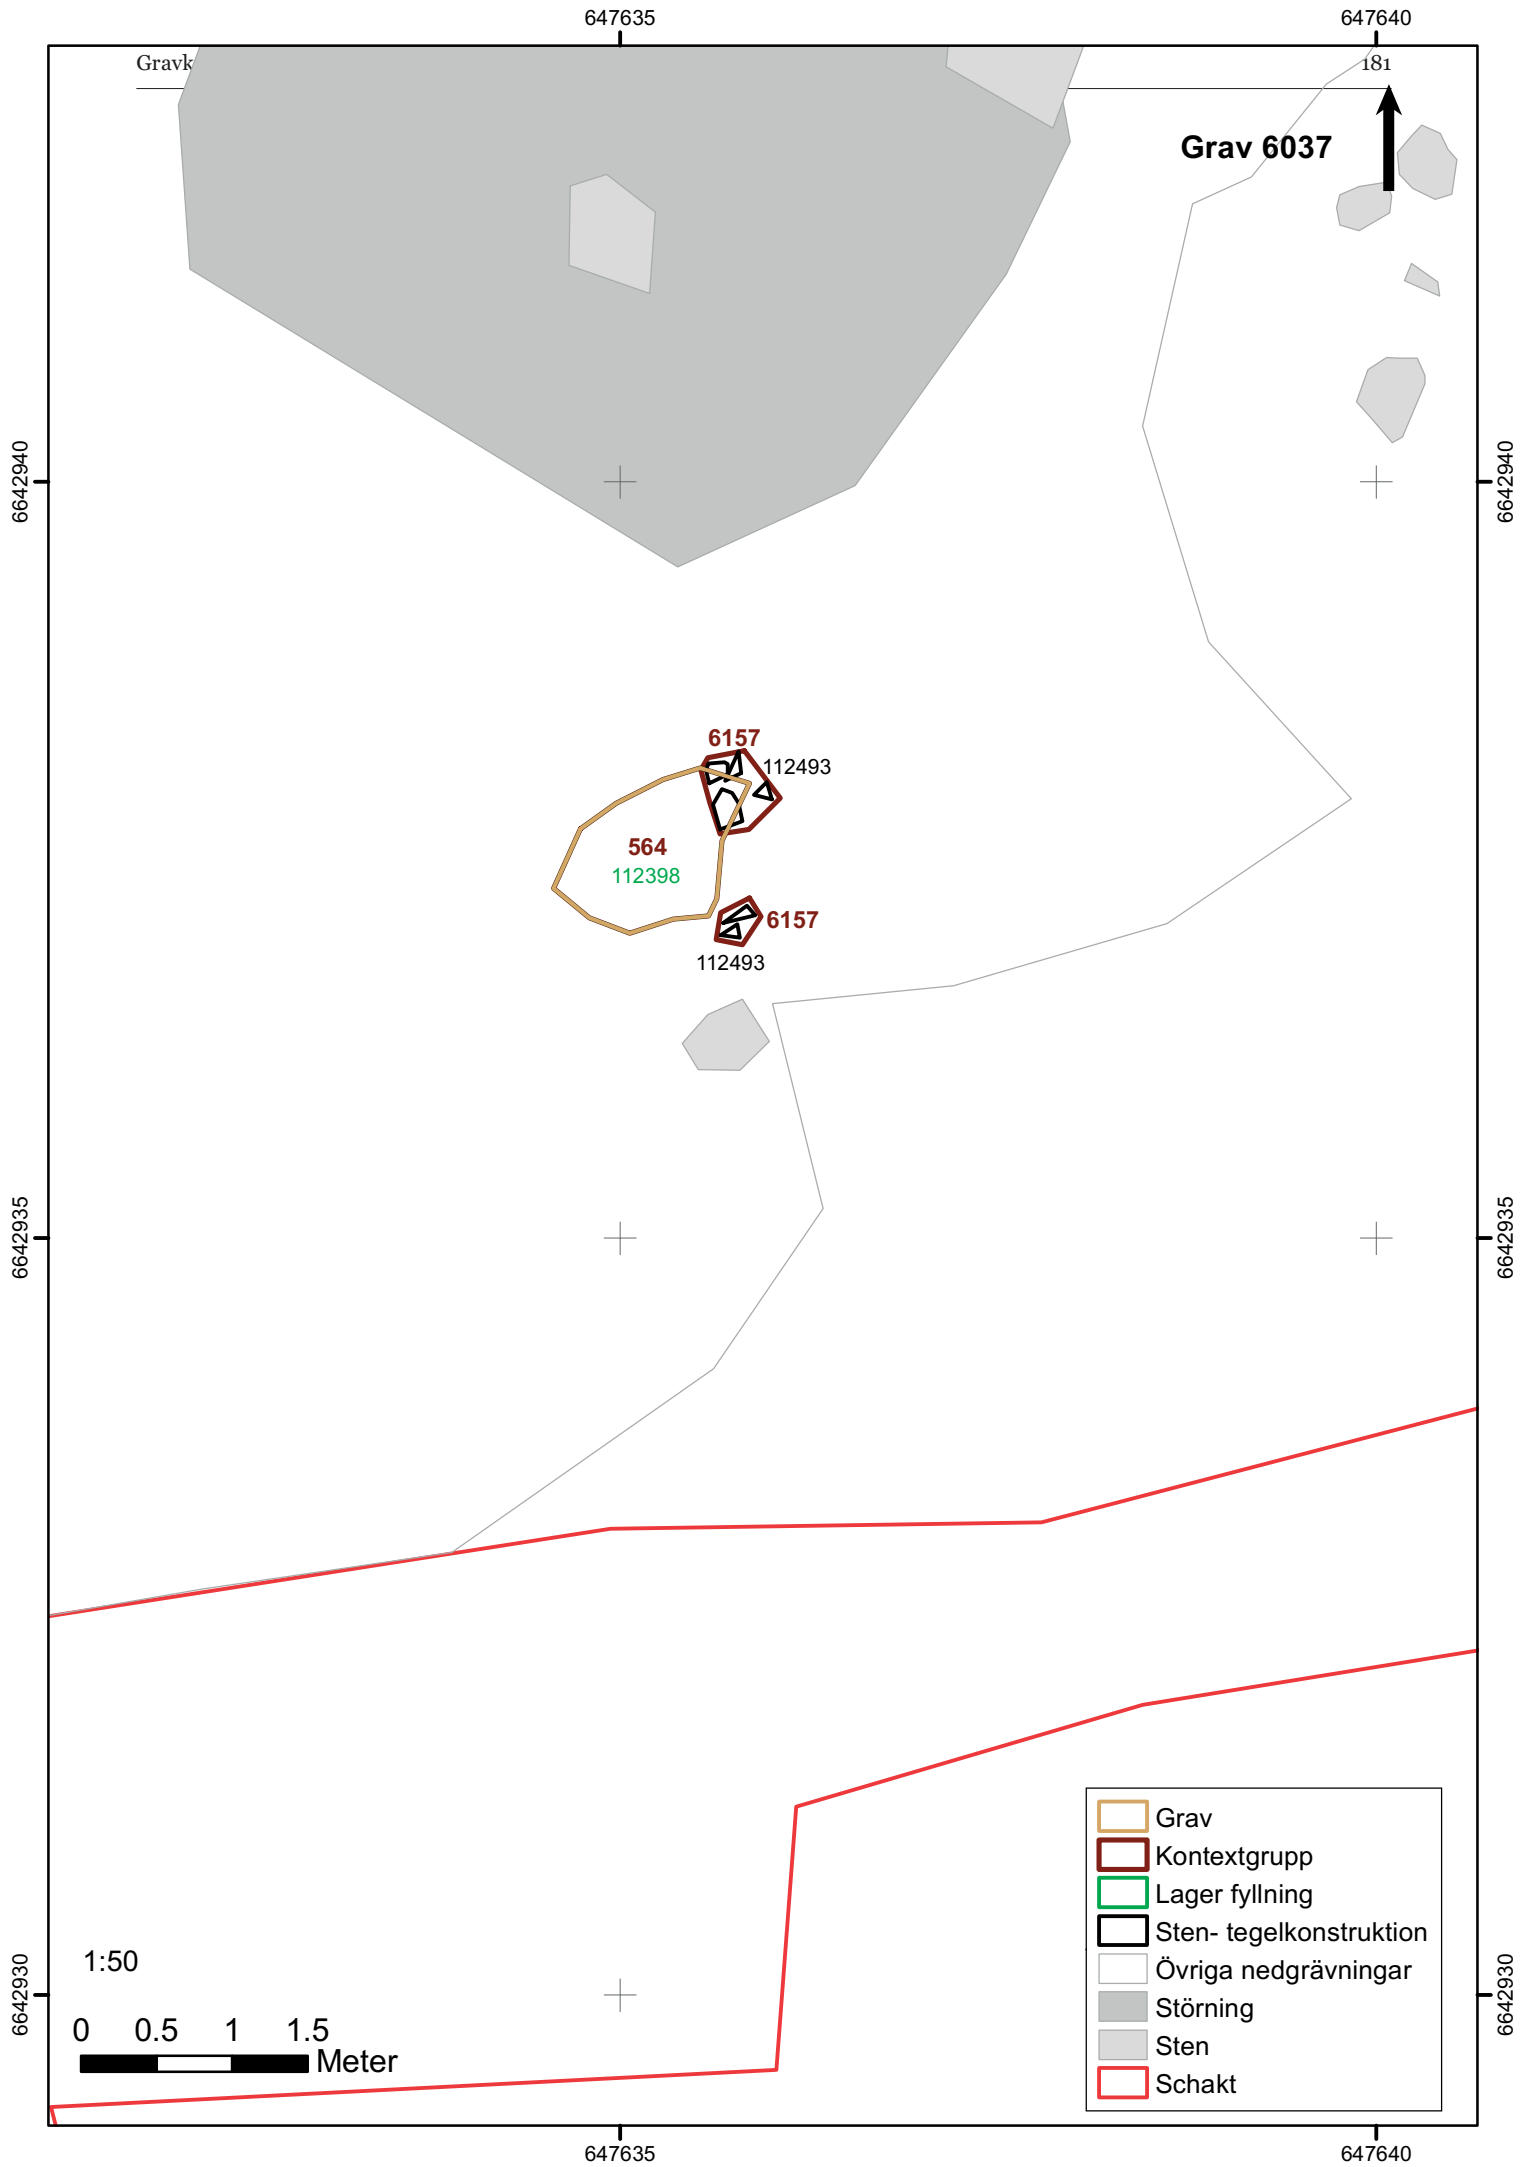 647635 647640
Gravk 181
Grav 6037
6642940 6642940
6157
112493
564
112398
6157
112493
6642935 6642935
Grav
Kontextgrupp
Lager fyllning
Sten- tegelkonstruktion
Övriga nedgrävningar
Störning
Sten
Schakt
1:50
6642930 6642930
0 0.5 1 1.5
Meter
647635 647640